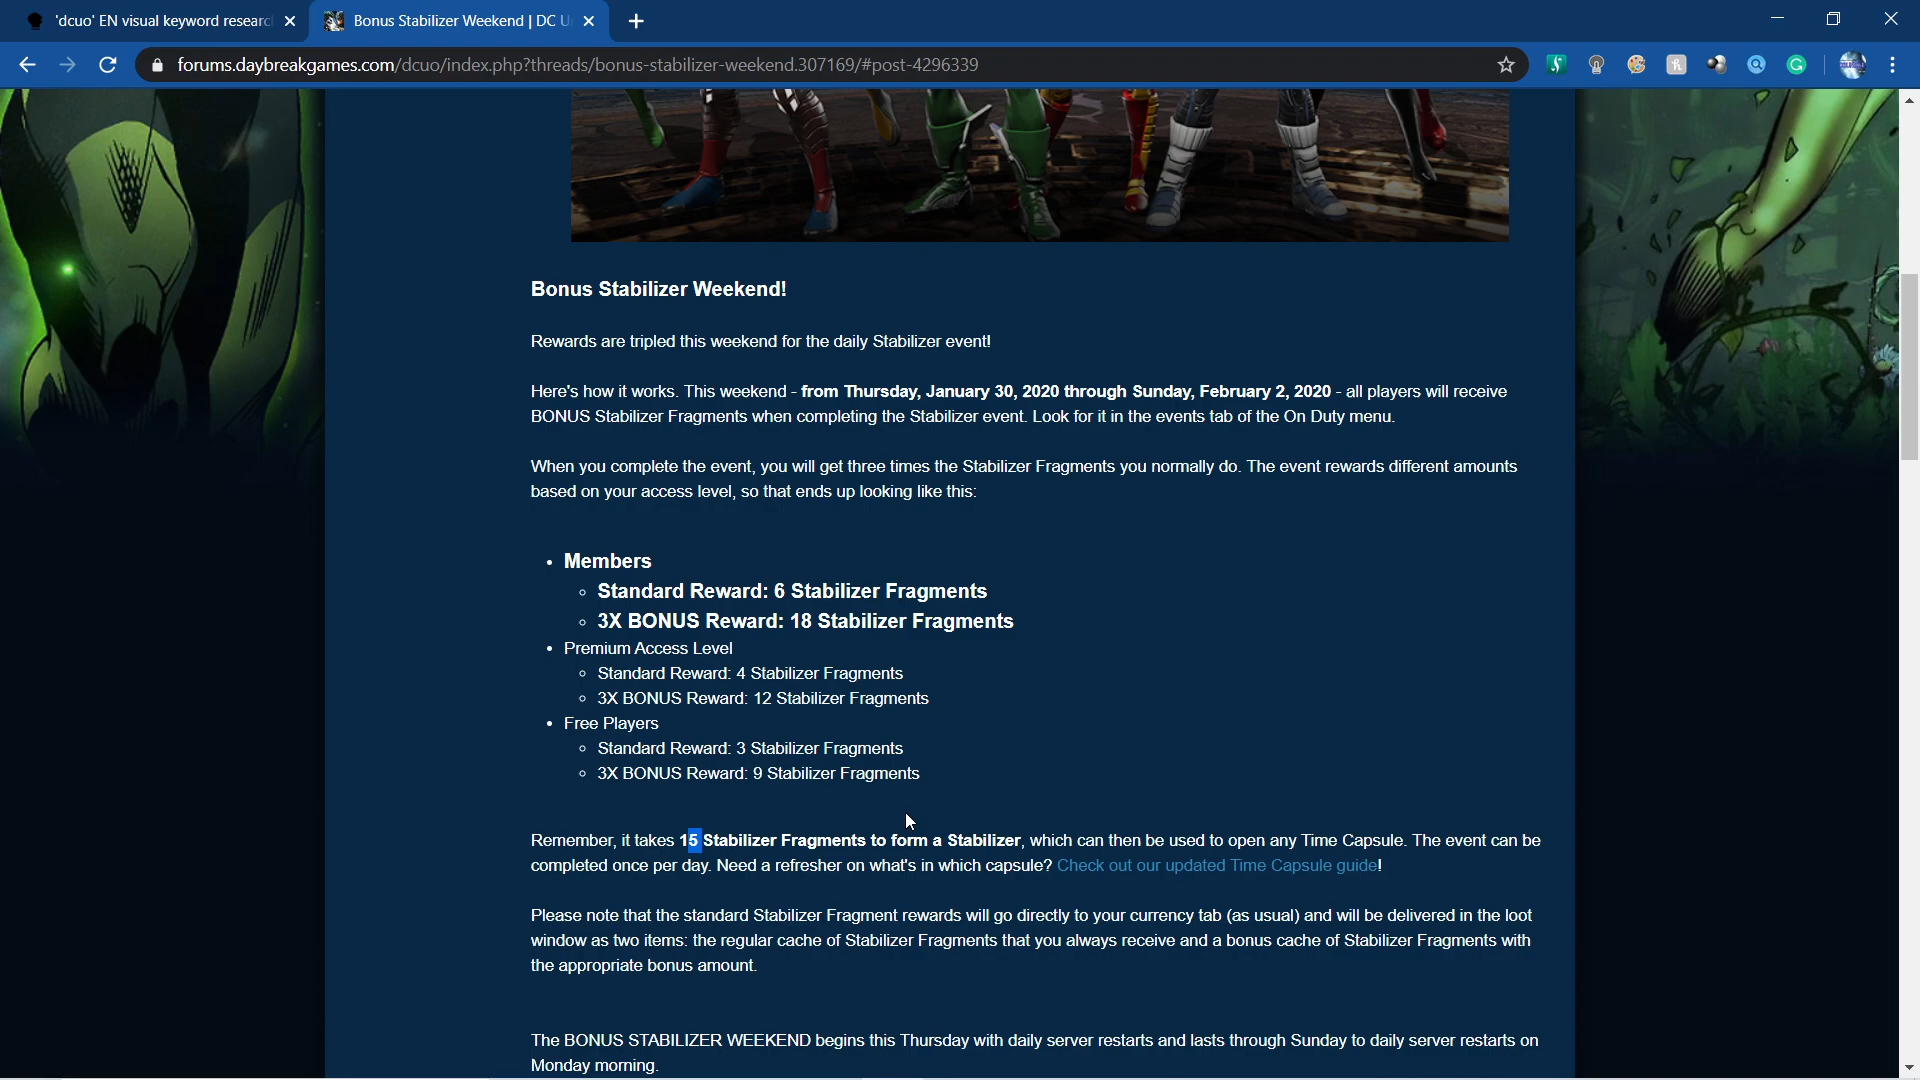 'dcuo' EN visual keyword researc
Bonus Stabilizer Weekend | DC U
forums.daybreakgames.com/dcuo/index.php?threads/bonus-stabilizer-weekend.307169/#post-4296339
Bonus Stabilizer Weekend!
Rewards are tripled this weekend for the daily Stabilizer event!
Here's how it works. This weekend - from Thursday, January 30, 2020 through Sunday, February 2, 2020 - all players will receive
BONUS Stabilizer Fragments when completing the Stabilizer event. Look for it in the events tab of the On Duty menu.
When you complete the event, you will get three times the Stabilizer Fragments you normally do. The event rewards different amounts
based on your access level, so that ends up looking like this:
• Members
◦ Standard Reward: 6 Stabilizer Fragments
◦ 3X BONUS Reward: 18 Stabilizer Fragments
• Premium Access Level
◦ Standard Reward: 4 Stabilizer Fragments
◦ 3X BONUS Reward: 12 Stabilizer Fragments
• Free Players
◦ Standard Reward: 3 Stabilizer Fragments
◦ 3X BONUS Reward: 9 Stabilizer Fragments
Remember, it takes 15 Stabilizer Fragments to form a Stabilizer, which can then be used to open any Time Capsule. The event can be
completed once per day. Need a refresher on what's in which capsule? Check out our updated Time Capsule guide!
Please note that the standard Stabilizer Fragment rewards will go directly to your currency tab (as usual) and will be delivered in the loot
window as two items: the regular cache of Stabilizer Fragments that you always receive and a bonus cache of Stabilizer Fragments with
the appropriate bonus amount.
The BONUS STABILIZER WEEKEND begins this Thursday with daily server restarts and lasts through Sunday to daily server restarts on
Monday morning.